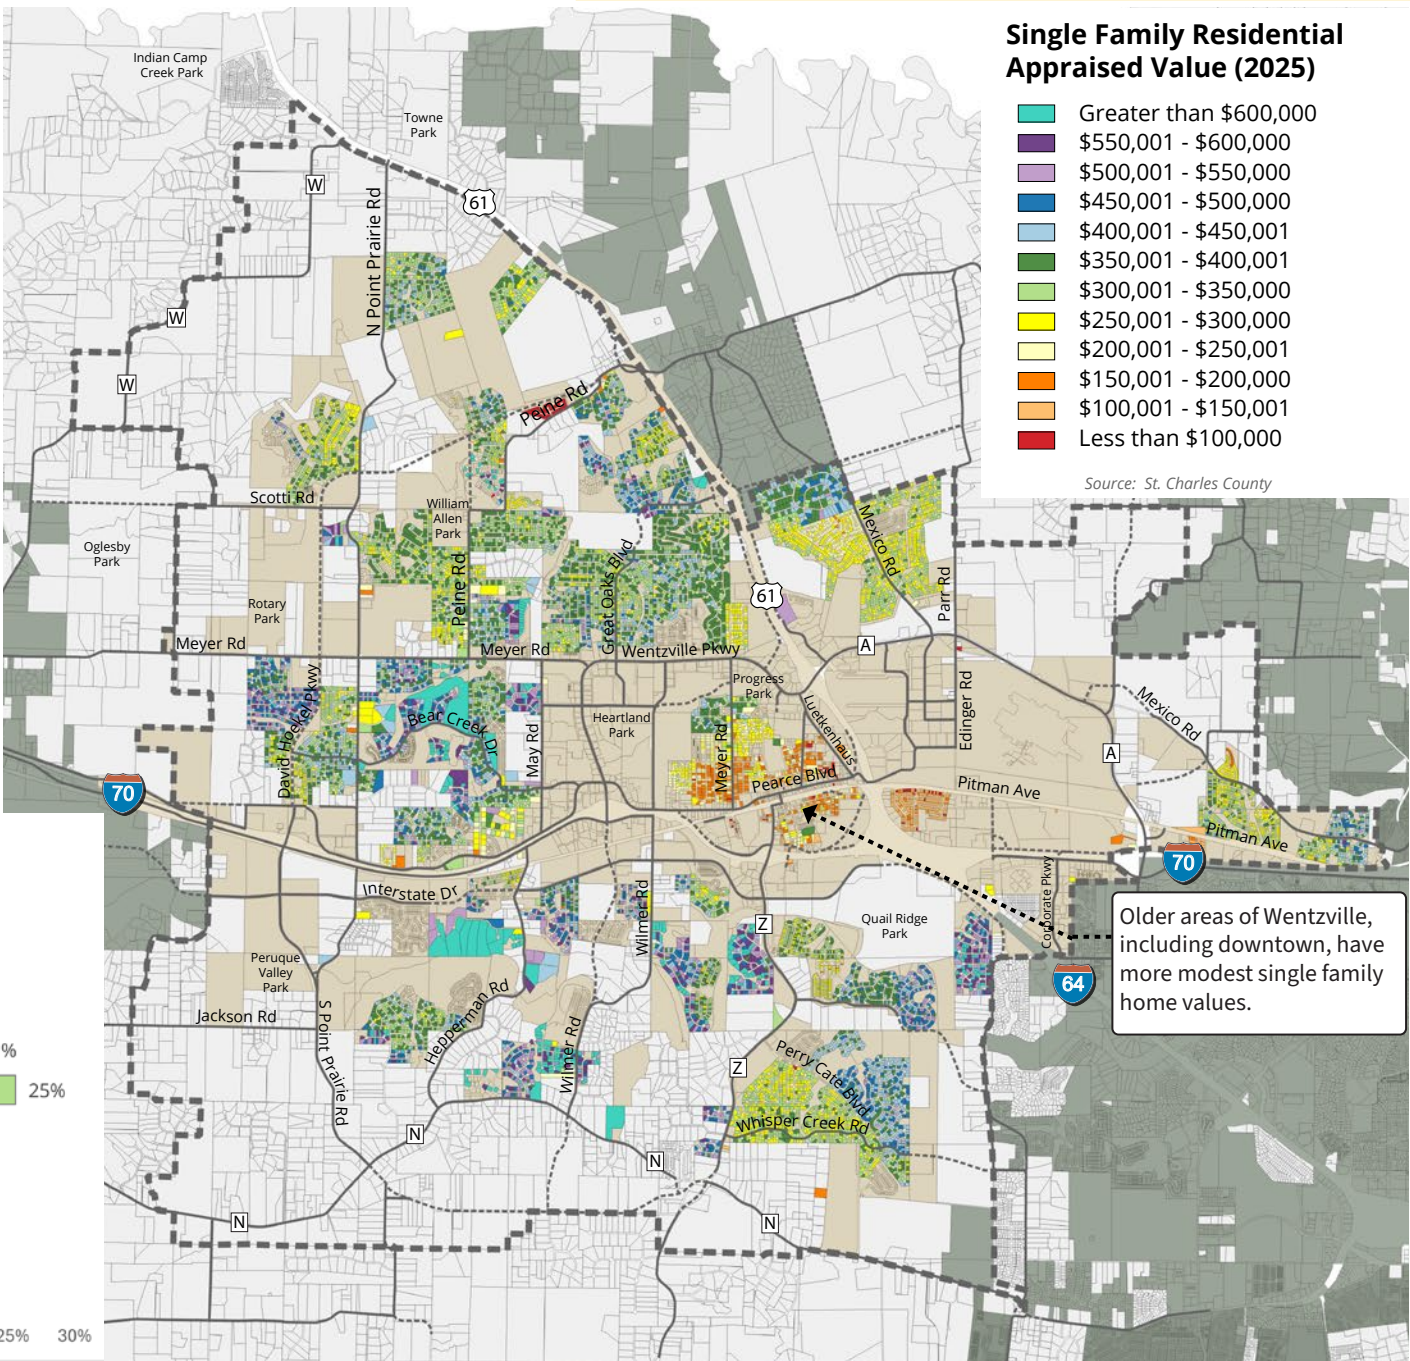 Single Family Residential
Appraised Value (2025)
Greater than $600,000
$550,001 - $600,000
$500,001 - $550,000
$450,001 - $500,000
$400,001 - $450,001
$350,001 - $400,001
$300,001 - $350,000
$250,001 - $300,000
$200,001 - $250,001
$150,001 - $200,000
$100,001 - $150,001
Less than $100,000
Source: St. Charles County
Indian Camp
Creek Park
Towne
Park
W
61
N Point Prairie Rd
W
W
Peine Rd
Scotti Rd
William
Allen
Park
Mexico Rd
Oglesby
Park
Great Oaks Blvd
Peine Rd
Rotary
Park
61
Parr Rd
Meyer Rd
Meyer Rd
Wentzville Pkwy
A
Progress
Park
David Hoekel Pkwy
Bear Creek Dr
Heartland
Park
May Rd
Meyer Rd
Luetkenhaus
Edinger Rd
Mexico Rd
A
70
Pearce Blvd
Pitman Ave
Pitman Ave
70
Interstate Dr
Wilmer Rd
Z
Quail Ridge
Park
Corporate Pkwy
Older areas of Wentzville,
including downtown, have
more modest single family
home values.
64
Peruque
Valley
Park
Jackson Rd
S Point Prairie Rd
Hepperman Rd
Wilmer Rd
Z
Perry Cate Blvd
Whisper Creek Rd
N
N
N
N
%
25%
25%
30%